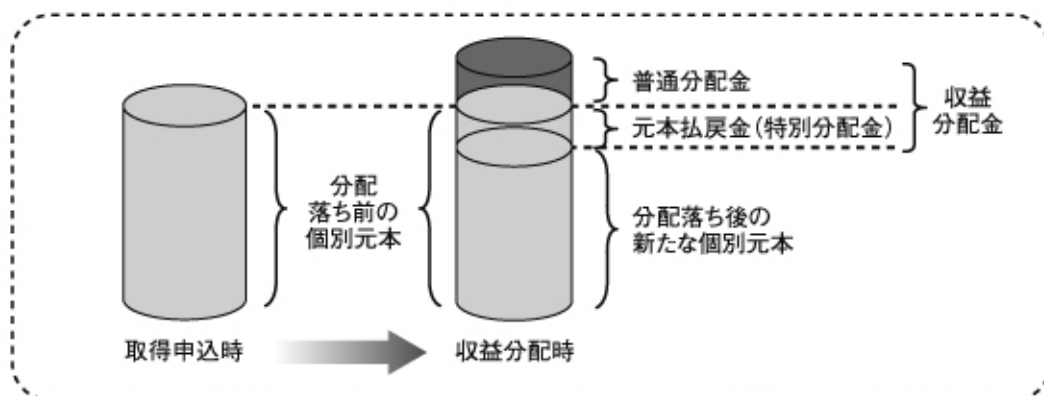 普通分配金
収益
分配金
元本払戻金(特別分配金)
分配
落ち前の
個別元本
分配落ち後の
新たな個別元本
取得申込時
収益分配時